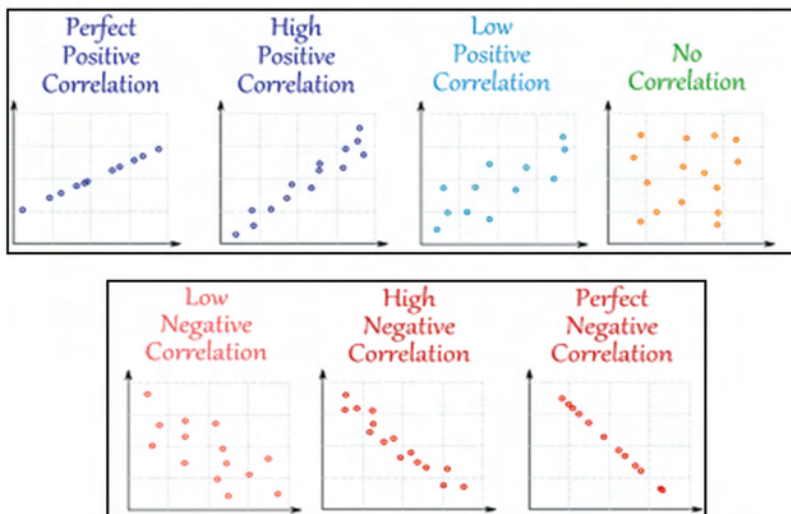 Perfect
Positive
Correlation
High
Positive
Correlation
Low
Positive
Correlation
No
Correlation
Low
Negative
Correlation
High
Negative
Correlation
Perfect
Negative
Correlation